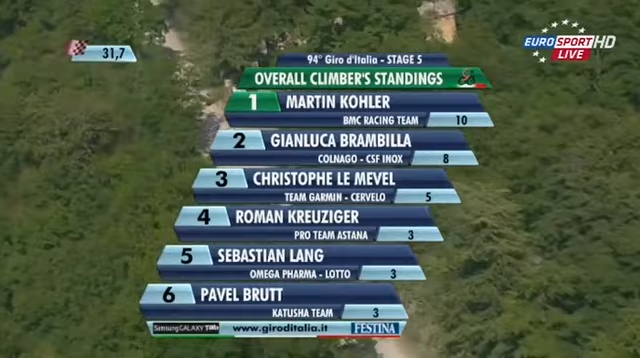 31,7
EUROSPORT HD
LIVE
94° Giro d'Italia - STAGE 5
OVERALL CLIMBER'S STANDINGS
1 MARTIN KOHLER
BMC RACING TEAM 10
2 GIANLUCA BRAMBILLA
COLNAGO - CSF INOX 8
3 CHRISTOPHE LE MEVEL
TEAM GARMIN - CERVELO 5
4 ROMAN KREUZIGER
PRO TEAM ASTANA 3
5 SEBASTIAN LANG
OMEGA PHARMA - LOTTO 3
6 PAVEL BRUTT
KATUSHA TEAM 3
Samsung GALAXY Tab www.giroditalia.it FESTINA